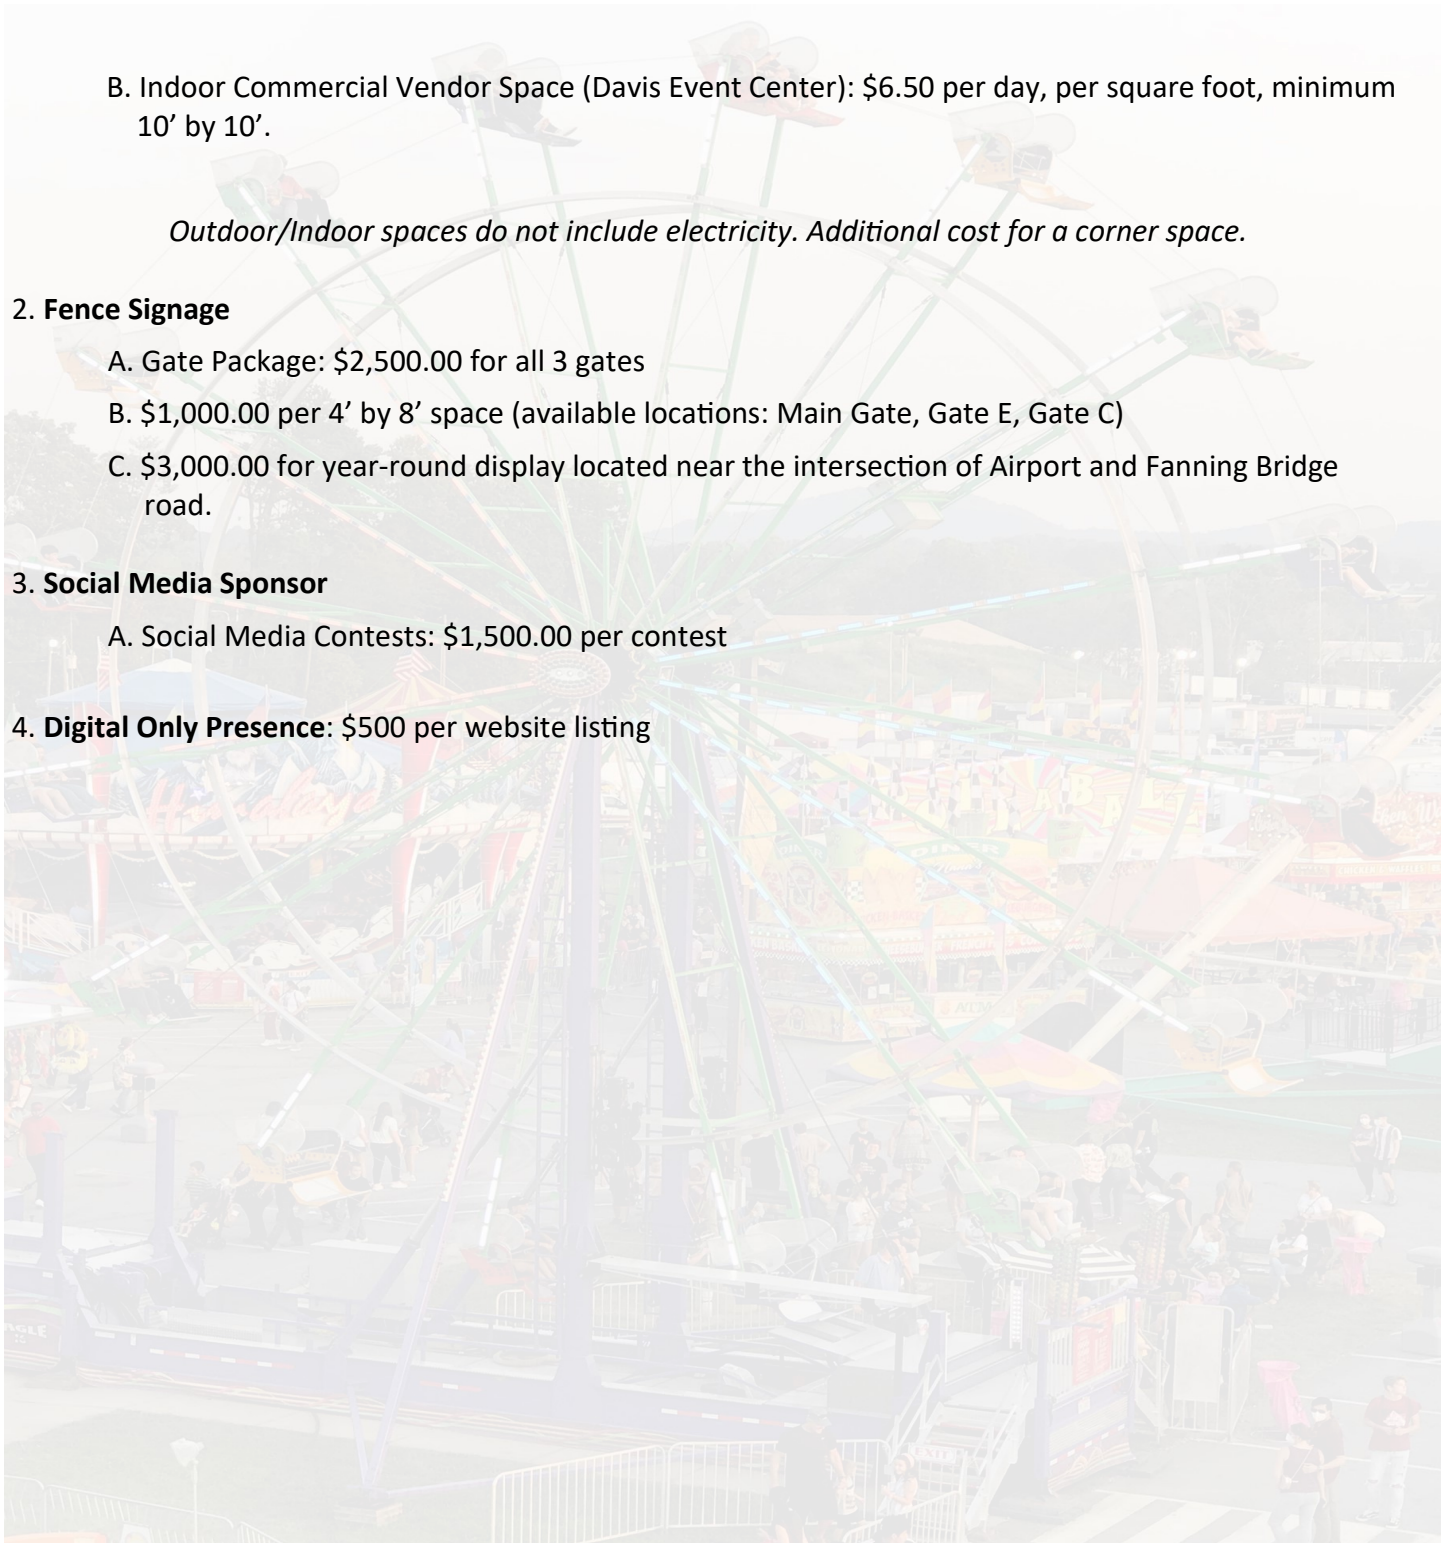 B. Indoor Commercial Vendor Space (Davis Event Center): $6.50 per day, per square foot, minimum
10’ by 10’.
Outdoor/Indoor spaces do not include electricity. Additional cost for a corner space.
2. Fence Signage
A. Gate Package: $2,500.00 for all 3 gates
B. $1,000.00 per 4’ by 8’ space (available locations: Main Gate, Gate E, Gate C)
C. $3,000.00 for year-round display located near the intersection of Airport and Fanning Bridge
road.
3. Social Media Sponsor
A. Social Media Contests: $1,500.00 per contest
4. Digital Only Presence: $500 per website listing
Himalaya
DINER
EXIT